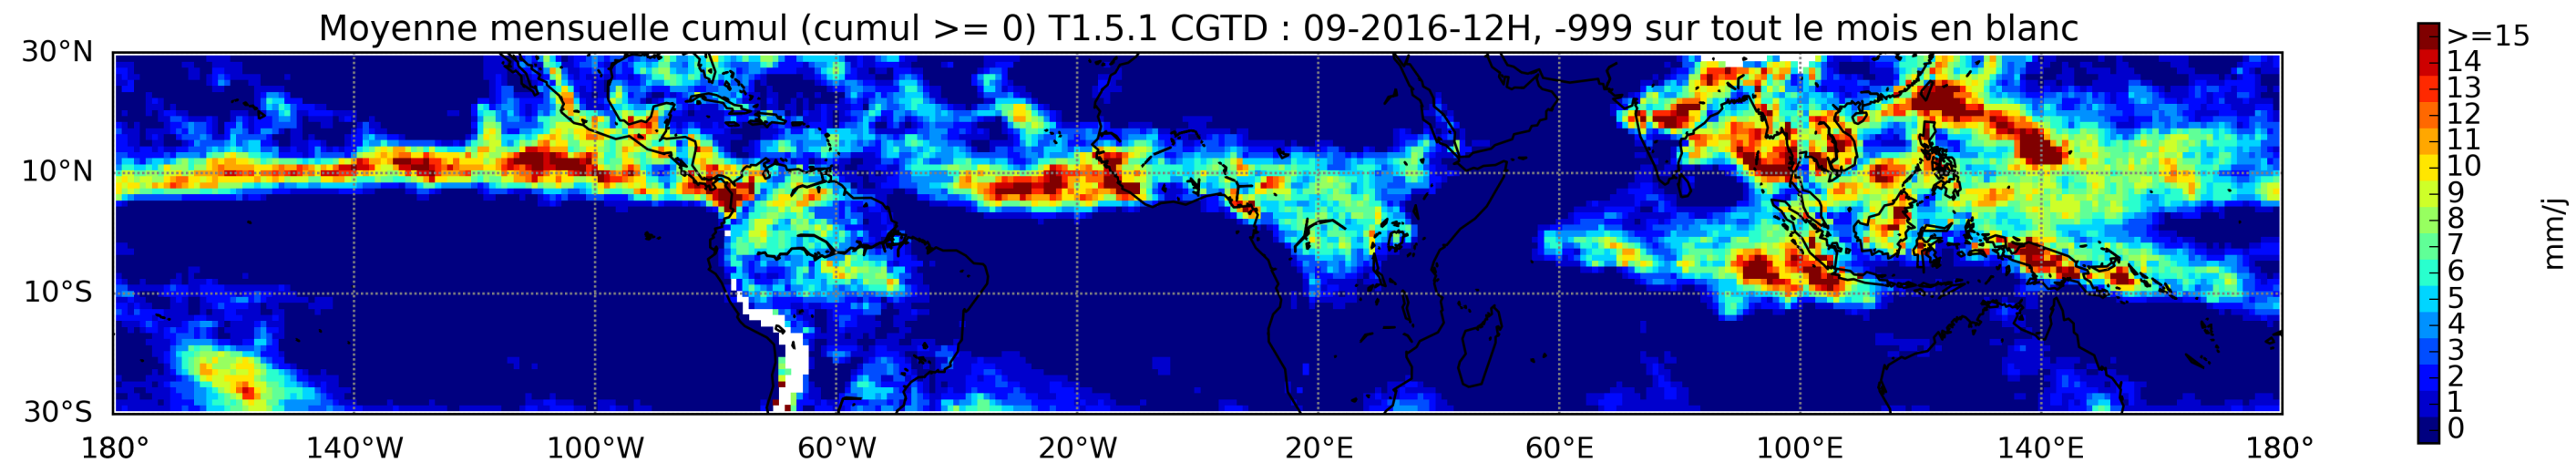 Moyenne mensuelle cumul (cumul >= 0) T1.5.1 CGTD : 09-2016-12H, -999 sur tout le mois en blanc
30°N
10°N
10°S
30°S
180° 140°W 100°W 60°W 20°W 20°E 60°E 100°E 140°E 180°
>=15
14
13
12
11
10
9
8
7
6
5
4
3
2
1
0
mm/j